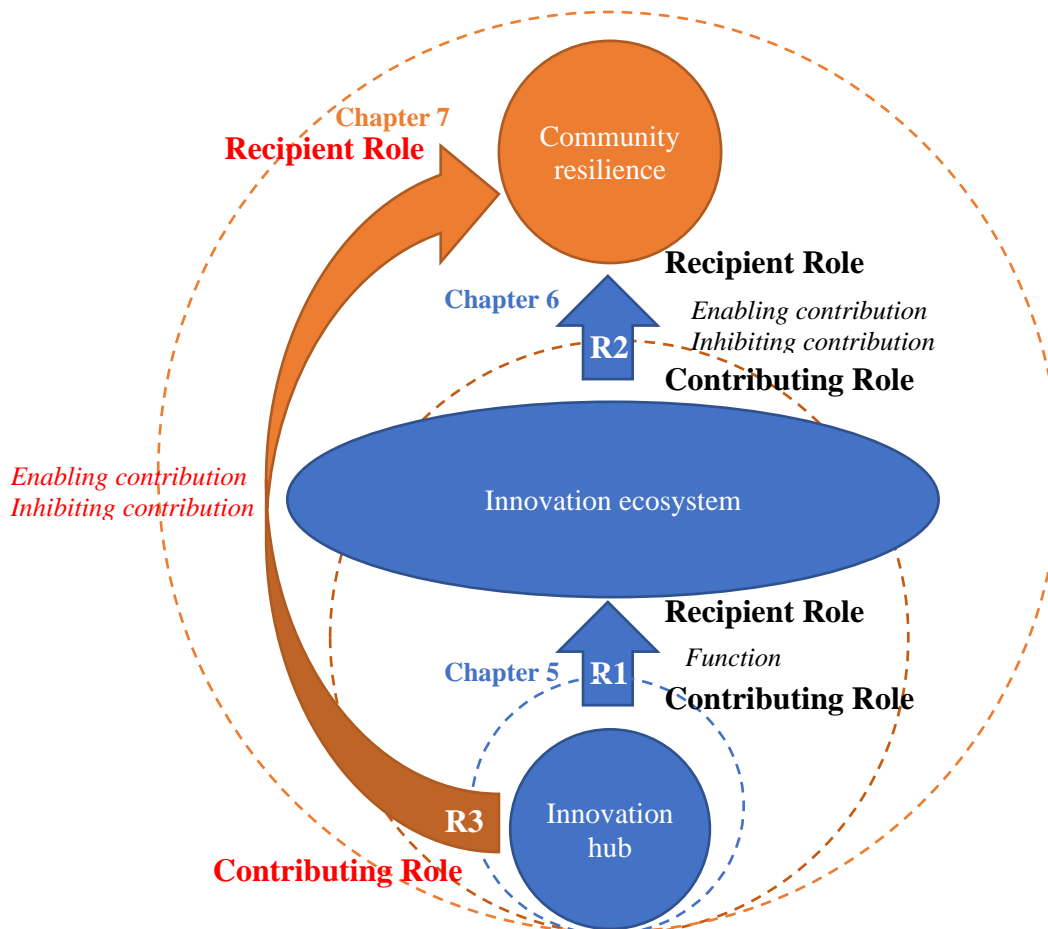 Chapter 7
Recipient Role
Community
resilience
Recipient Role
Chapter 6
Enabling contribution
Inhibiting contribution
R2
Contributing Role
Enabling contribution
Inhibiting contribution
Innovation ecosystem
Recipient Role
Chapter 5
R1
Function
Contributing Role
R3
Innovation
hub
Contributing Role